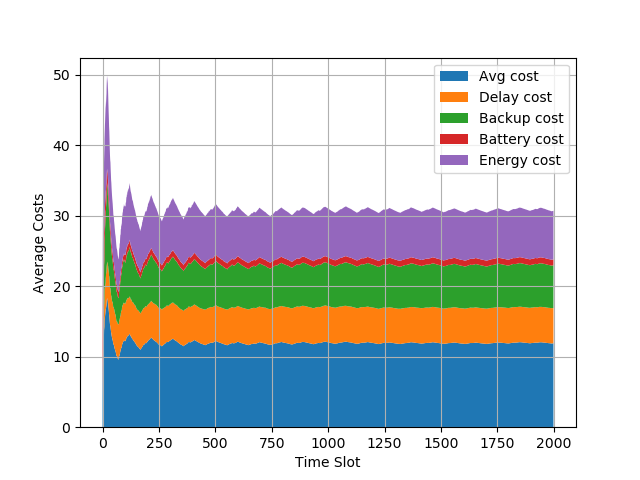 50
40
30
20
10
0
Average Costs
Avg cost
Delay cost
Backup cost
Battery cost
Energy cost
0 250 500 750 1000 1250 1500 1750 2000
Time Slot